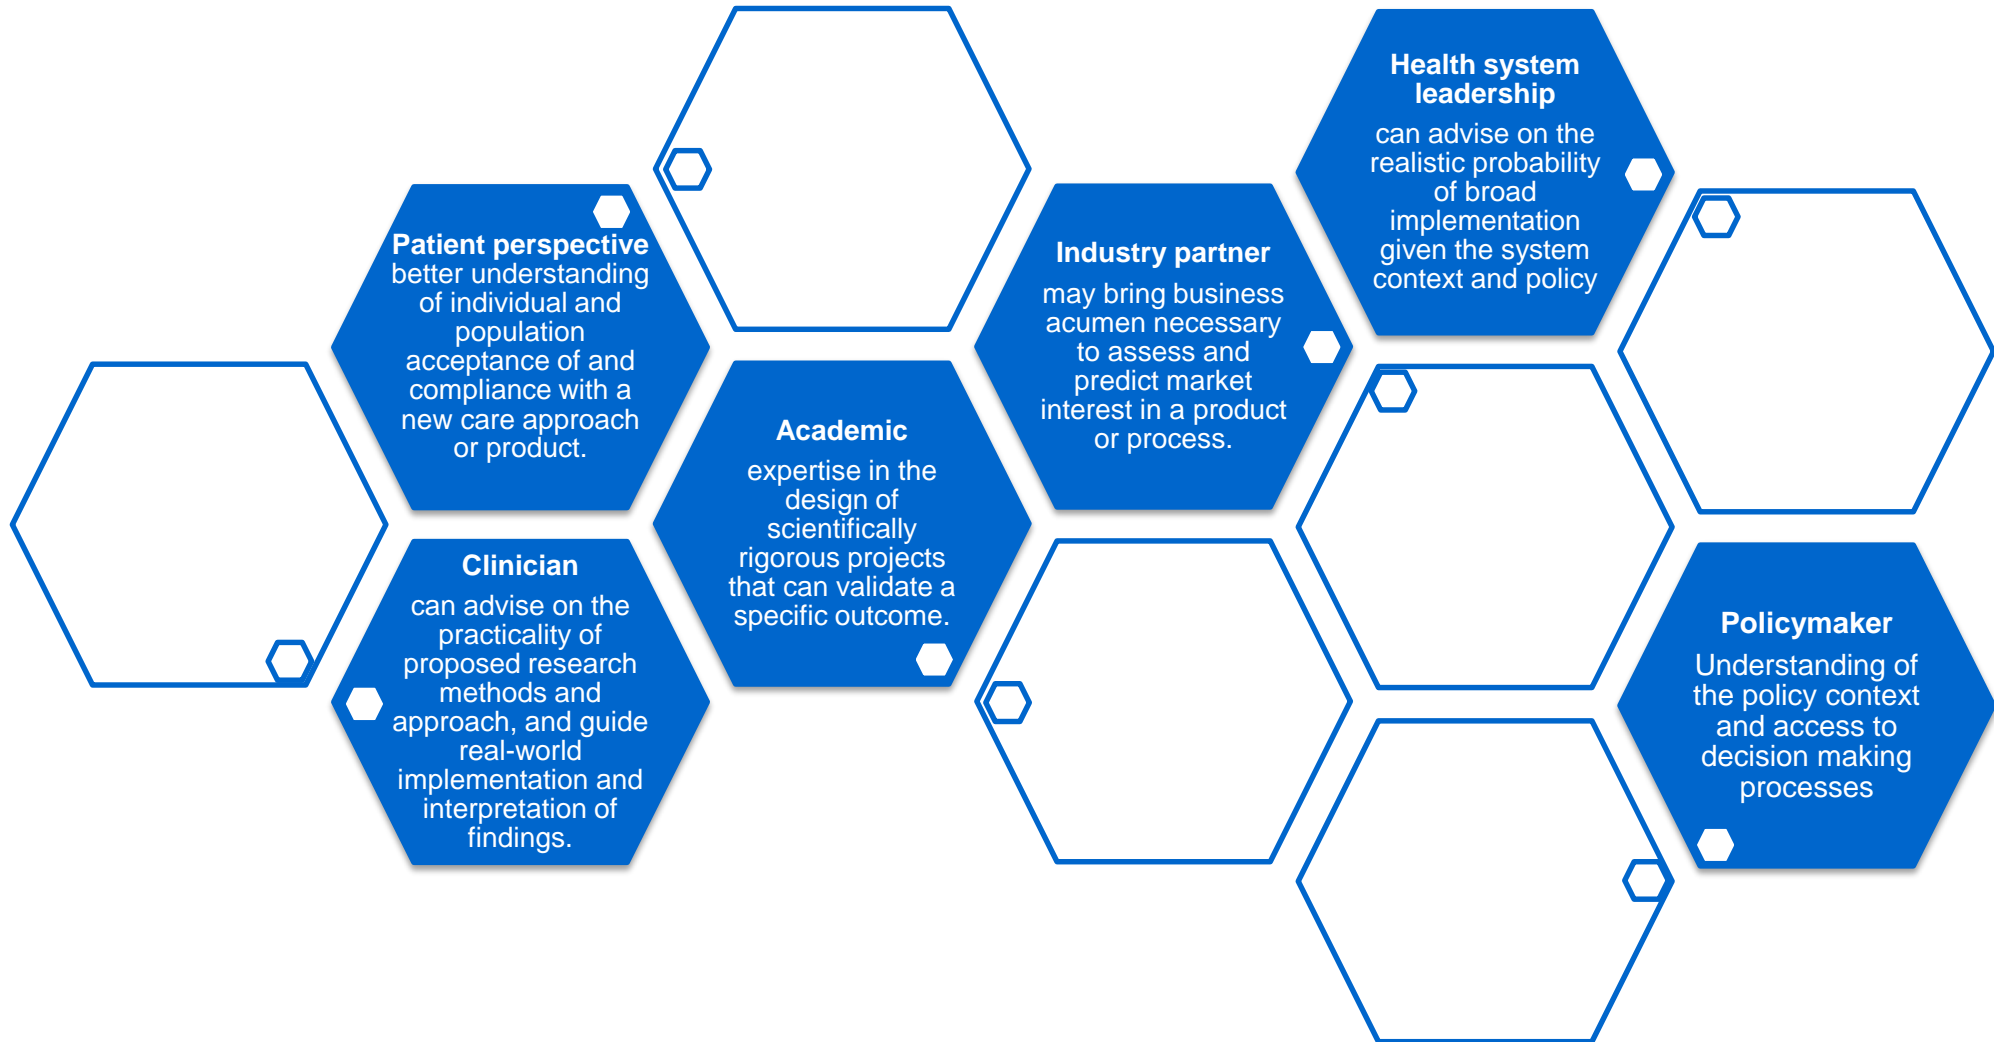 Patient perspective
better understanding
of individual and
population
acceptance of and
compliance with a
new care approach
or product.
Clinician
can advise on the
practicality of
proposed research
methods and
approach, and guide
real-world
implementation and
interpretation of
findings.
Academic
expertise in the
design of
scientifically
rigorous projects
that can validate a
specific outcome.
Industry partner
may bring business
acumen necessary
to assess and
predict market
interest in a product
or process.
Health system
leadership
can advise on the
realistic probability
of broad
implementation
given the system
context and policy
Policymaker
Understanding of
the policy context
and access to
decision making
processes